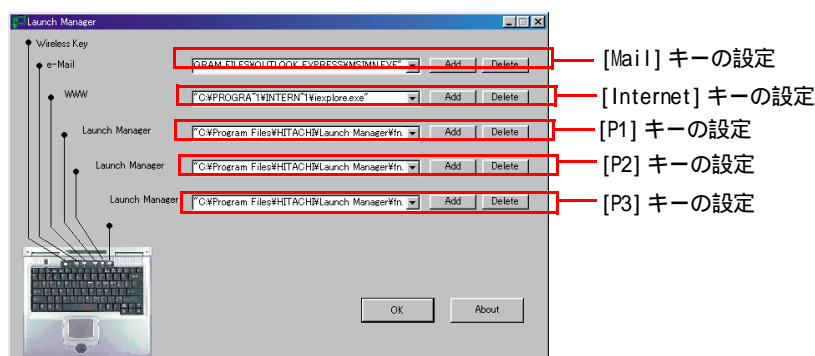 Launch Manager
Wireless Key
e-Mail
GRAM FILES¥OUTLOOK EXPRESS¥MSIMN.EXE" Add Delete
[Mail] キーの設定
WWW
"C:¥PROGRA~1¥INTERN~1¥iexplore.exe" Add Delete
[Internet] キーの設定
Launch Manager
"C:¥Program Files¥HITACHI¥Launch Manager¥fn. Add Delete
[P1] キーの設定
Launch Manager
"C:¥Program Files¥HITACHI¥Launch Manager¥fn. Add Delete
[P2] キーの設定
Launch Manager
"C:¥Program Files¥HITACHI¥Launch Manager¥fn. Add Delete
[P3] キーの設定
OK
About